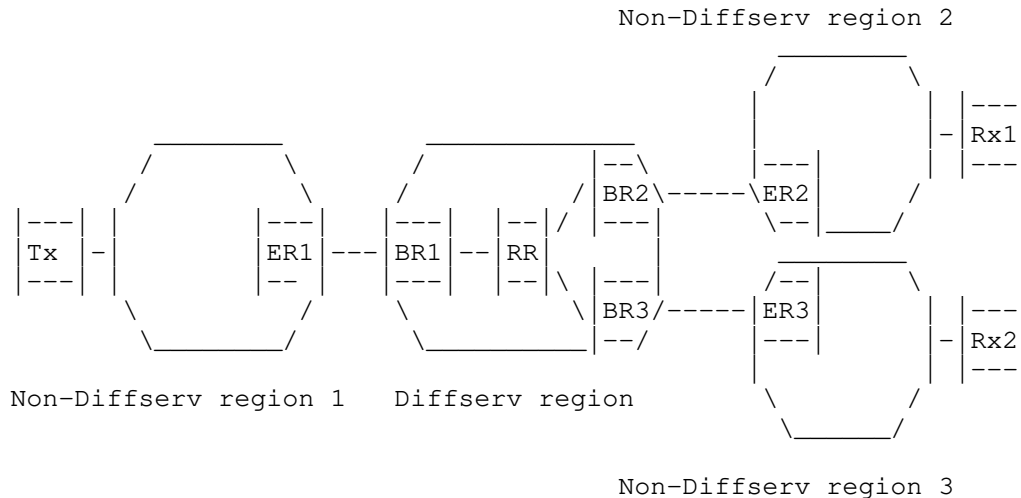 Non-Diffserv region 2
Rx1
BR2 ER2
Tx ER1 BR1 RR
BR3 ER3 Rx2
Non-Diffserv region 1 Diffserv region
Non-Diffserv region 3